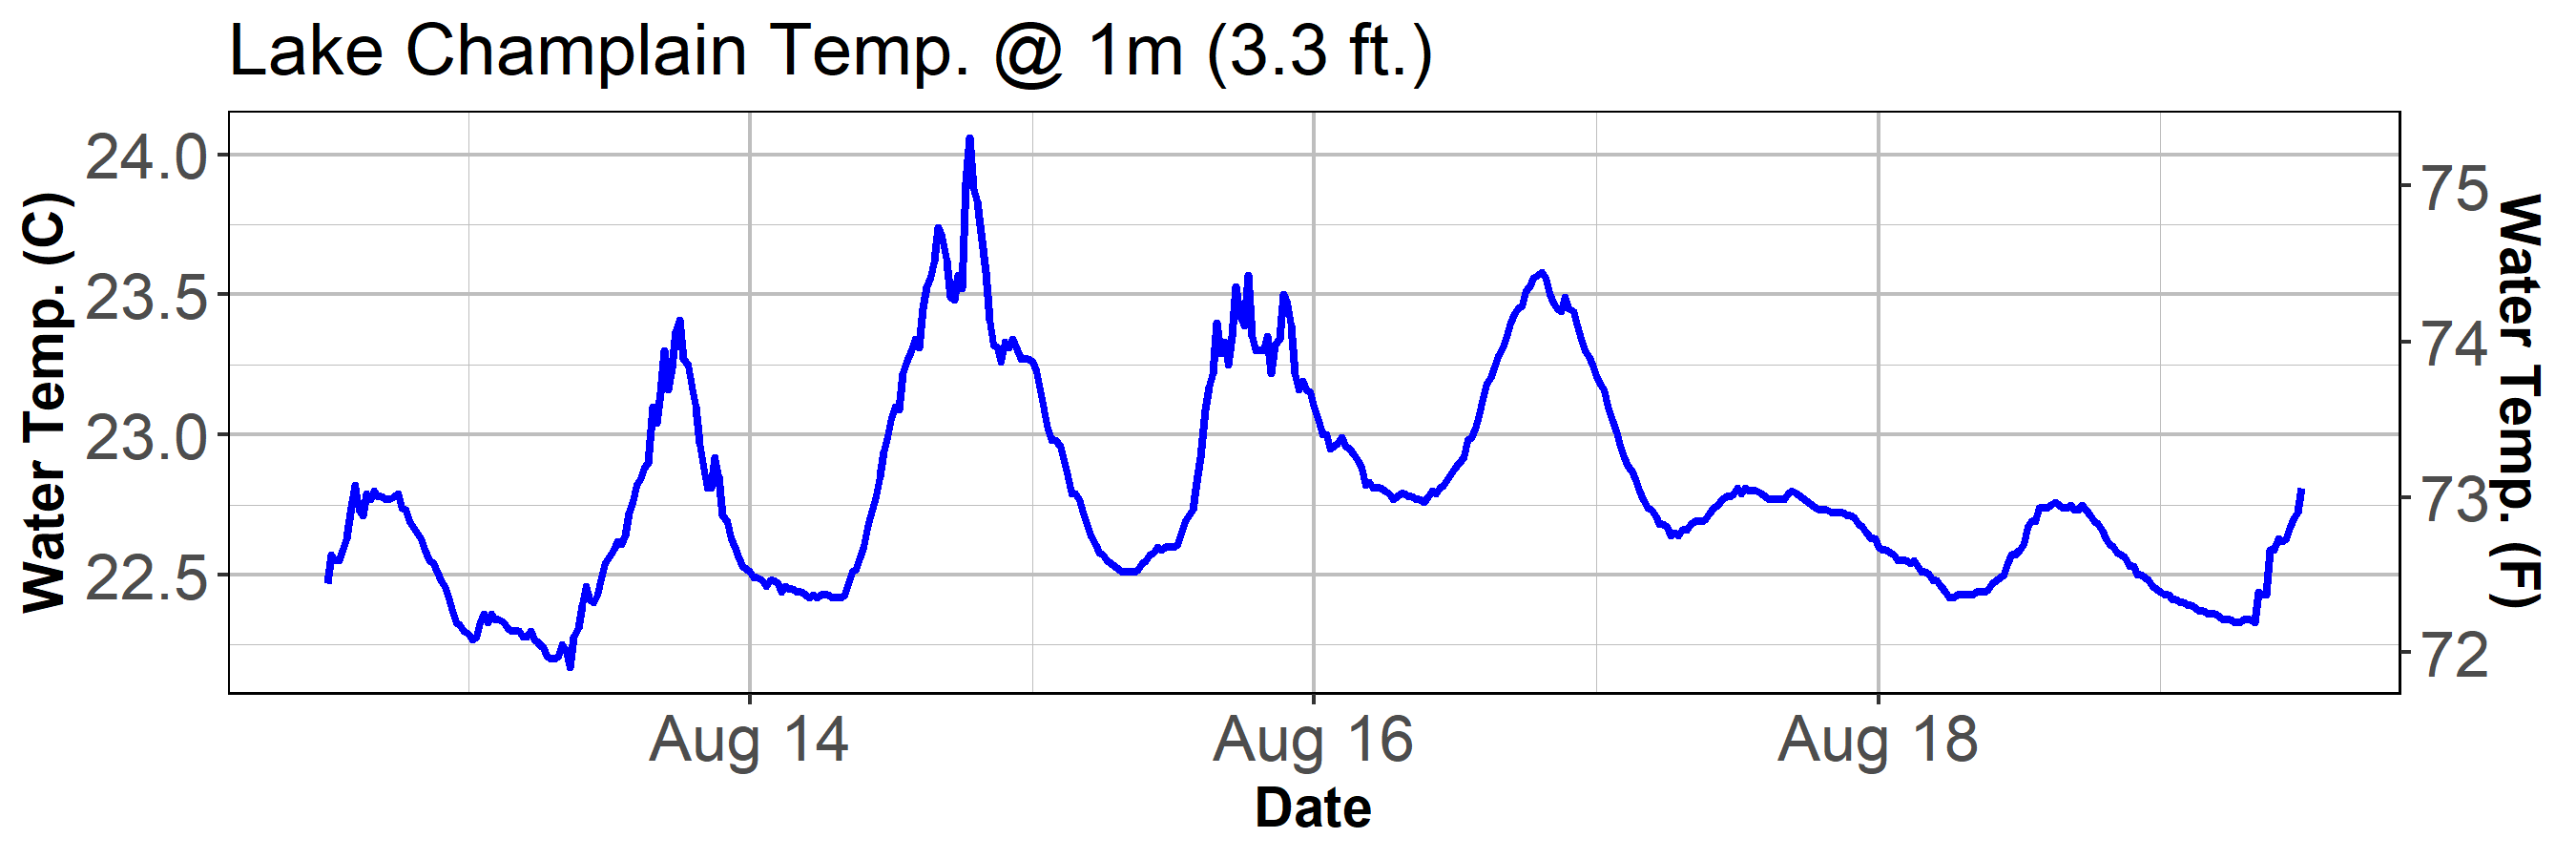 Lake Champlain Temp. @ 1m (3.3 ft.)
Water Temp. (C)
24.0
23.5
23.0
22.5
75
74
73
72
Water Temp. (F)
Aug 14
Aug 16
Aug 18
Date